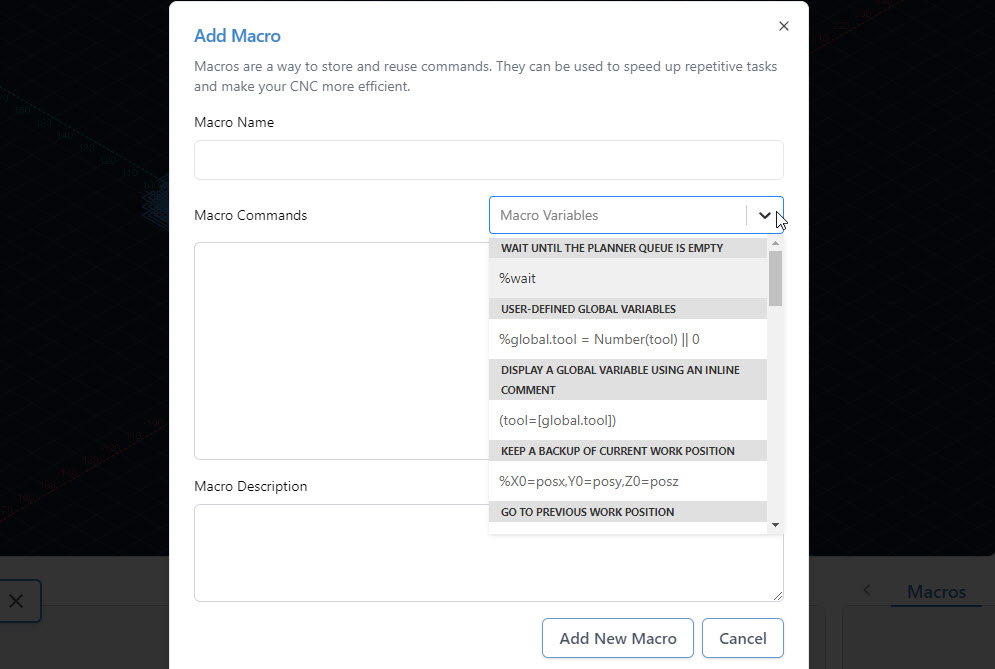 Add Macro
Macros are a way to store and reuse commands. They can be used to speed up repetitive tasks
and make your CNC more efficient.
Macro Name
Macro Commands
Macro Variables
WAIT UNTIL THE PLANNER QUEUE IS EMPTY
%wait
USER-DEFINED GLOBAL VARIABLES
%global.tool = Number(tool) || 0
DISPLAY A GLOBAL VARIABLE USING AN INLINE
COMMENT
(tool=[global.tool])
KEEP A BACKUP OF CURRENT WORK POSITION
%X0=posx,Y0=posy,Z0=posz
GO TO PREVIOUS WORK POSITION
Macro Description
Macros
Add New Macro
Cancel